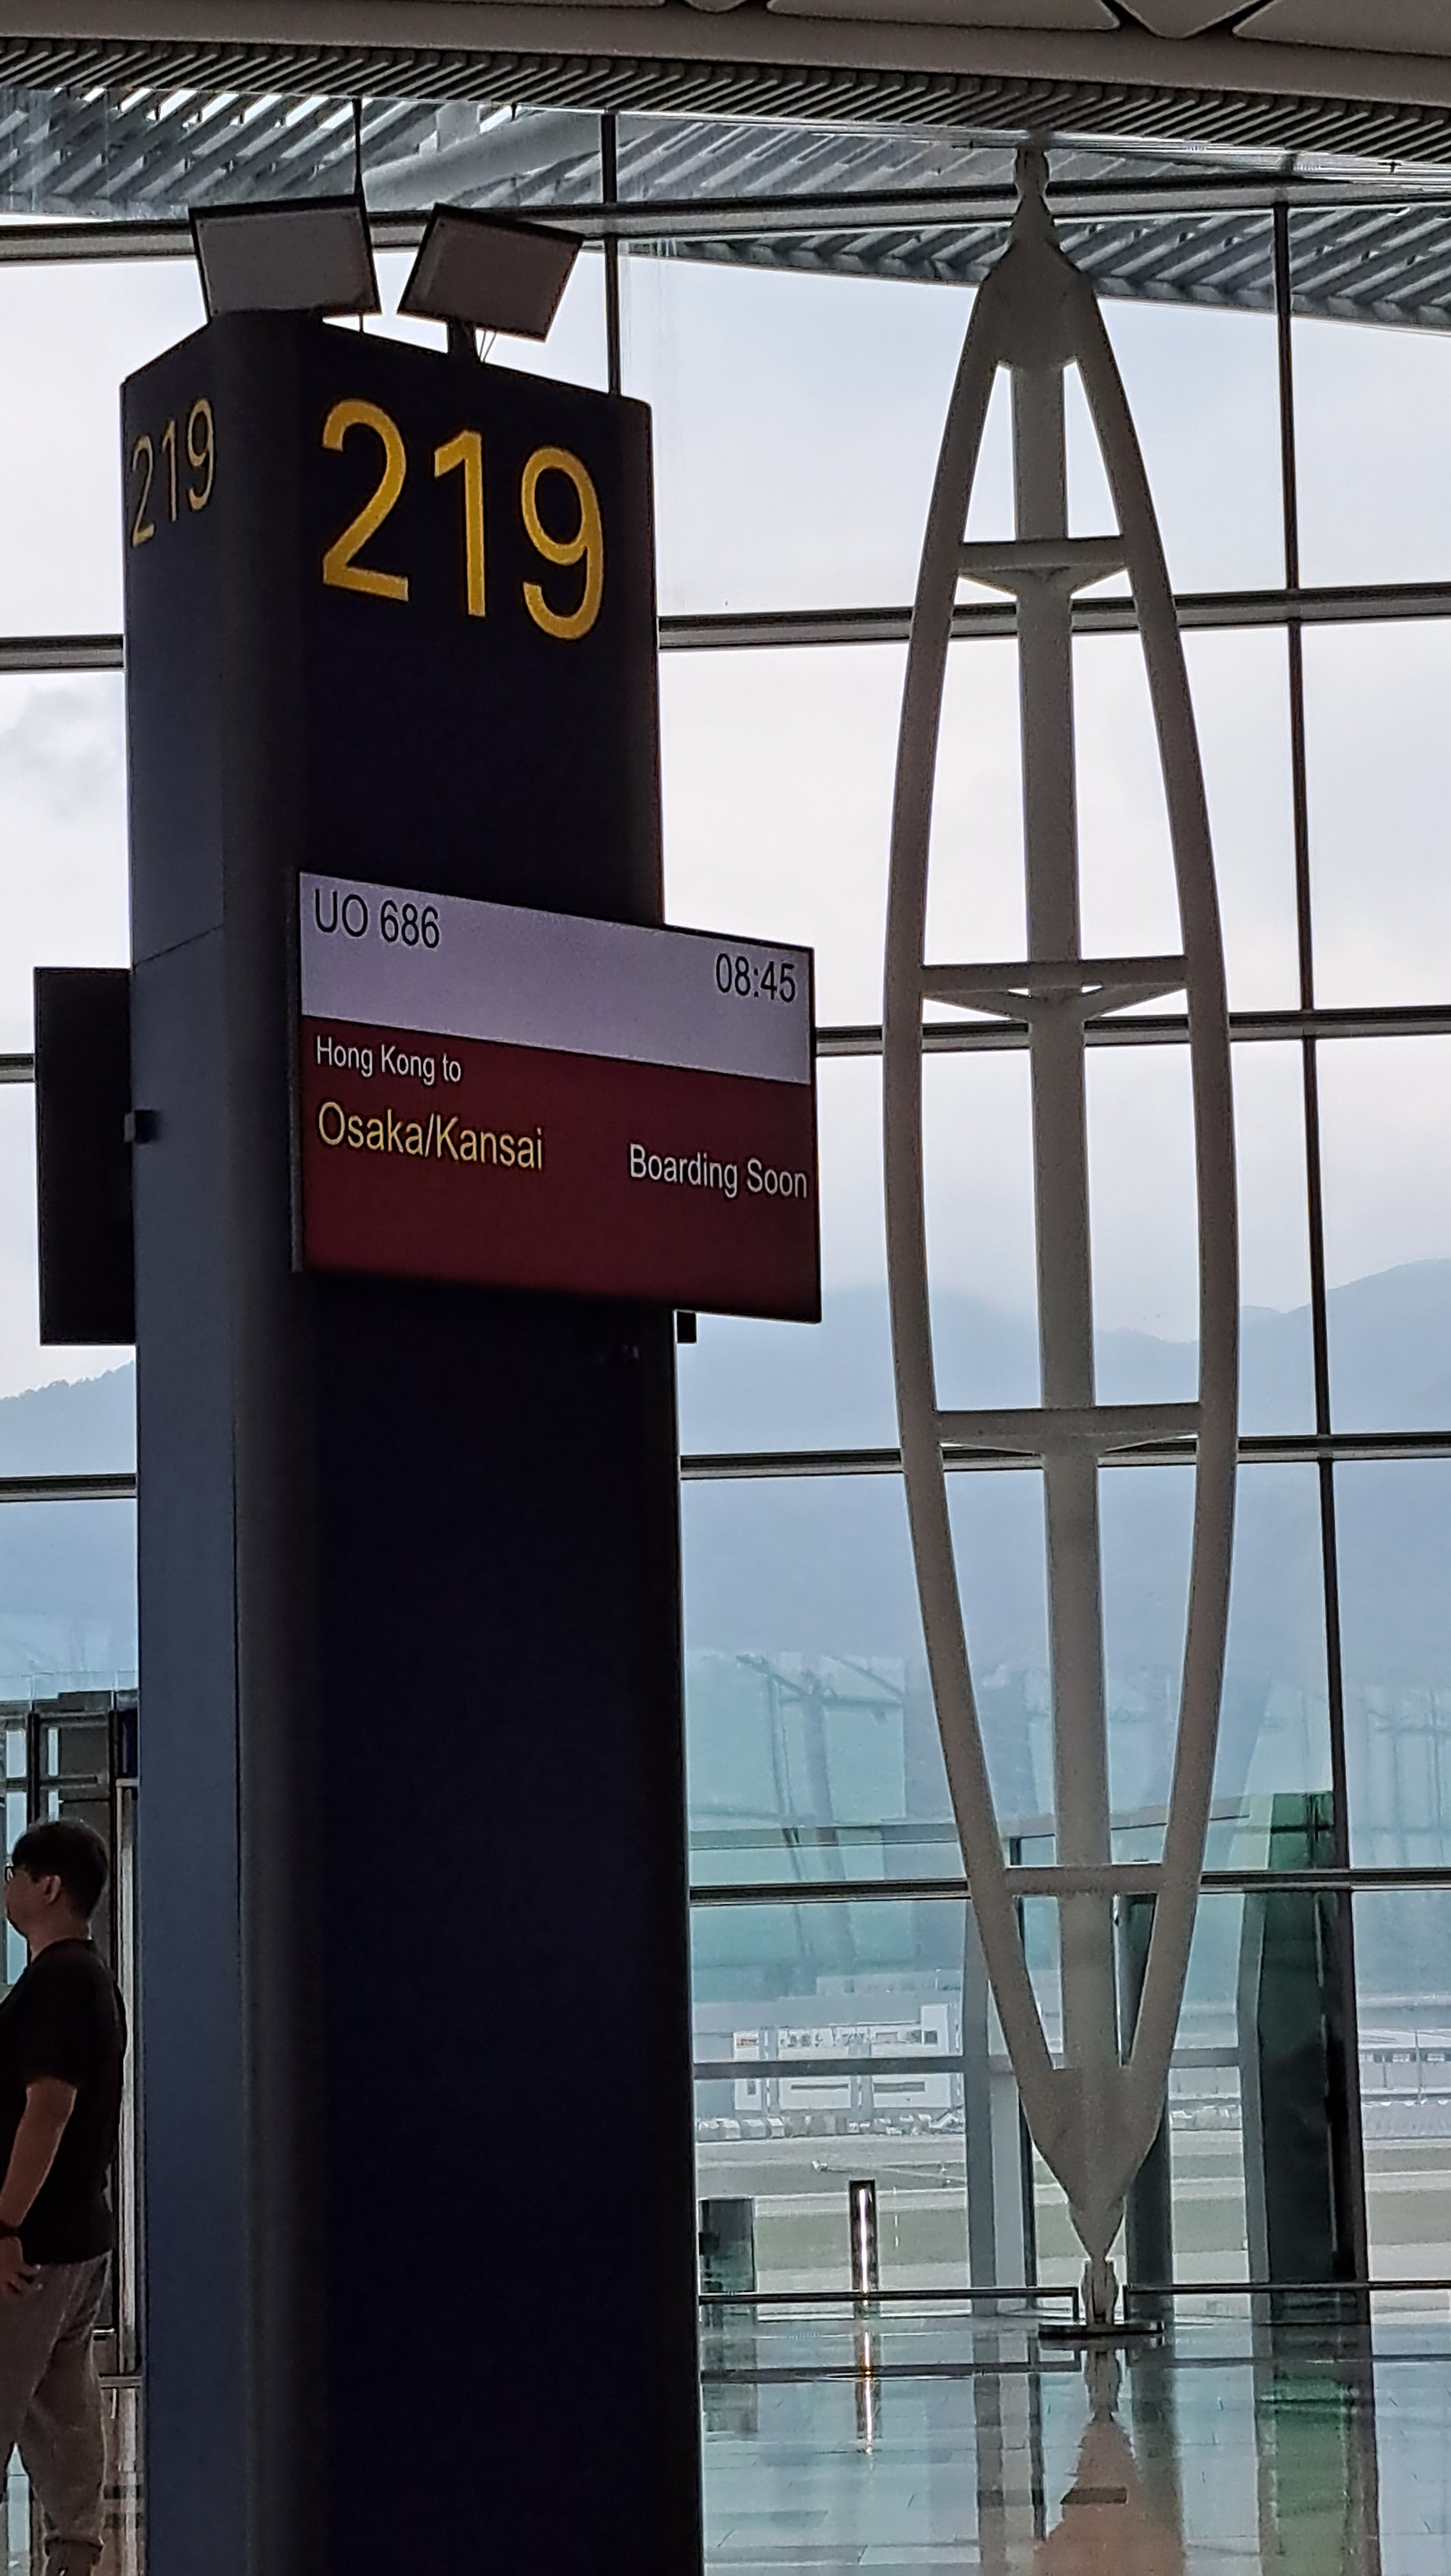 219
219
UO 686
08:45
Hong Kong to
Osaka/Kansai
Boarding Soon